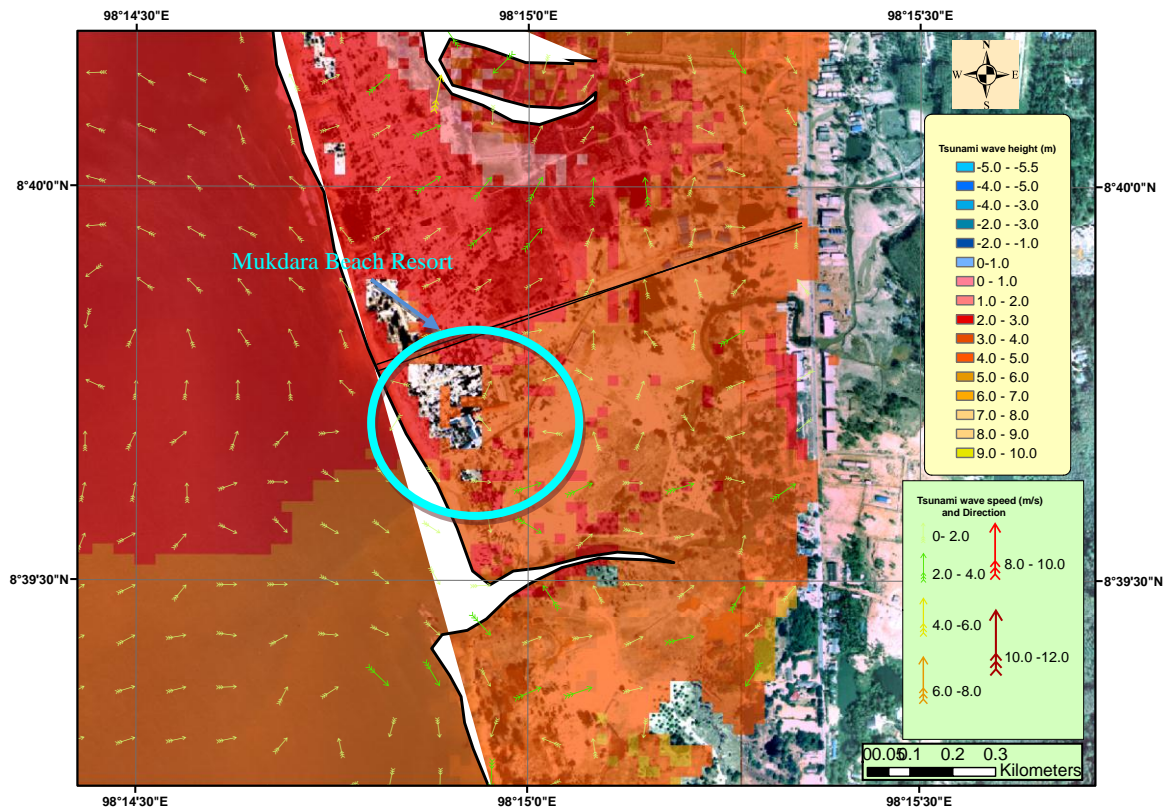 98°14'30"E
98°15'0"E
98°15'30"E
N
W
E
S
Tsunami wave height (m)
-5.0 - -5.5
-4.0 - -5.0
-4.0 - -3.0
-2.0 - -3.0
-2.0 - -1.0
0-1.0
0 - 1.0
1.0 - 2.0
2.0 - 3.0
3.0 - 4.0
4.0 - 5.0
5.0 - 6.0
6.0 - 7.0
7.0 - 8.0
8.0 - 9.0
9.0 - 10.0
8°40'0"N
8°40'0"N
Mukdara Beach Resort
Tsunami wave speed (m/s)
and Direction
0- 2.0
2.0 - 4.0
4.0 -6.0
6.0 -8.0
8.0 - 10.0
10.0 -12.0
8°39'30"N
8°39'30"N
00.050.1 0.2 0.3
Kilometers
98°14'30"E
98°15'0"E
98°15'30"E